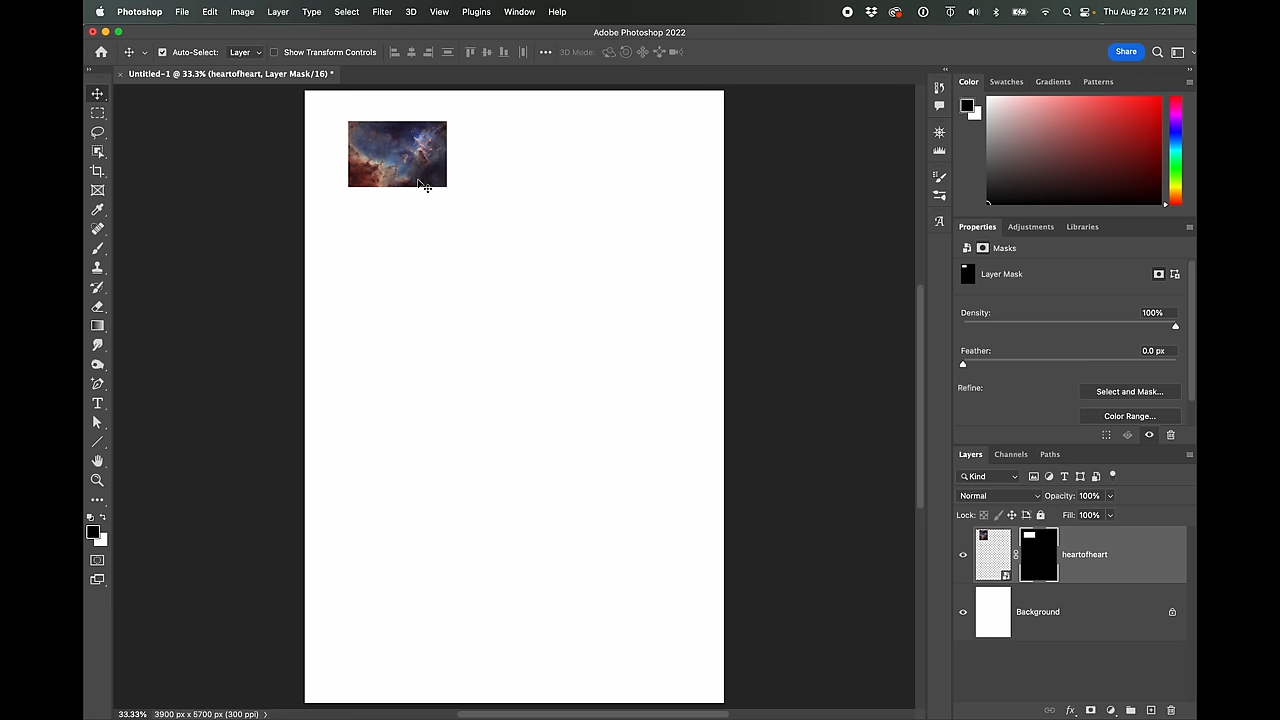 Photoshop File Edit Image Layer Type Select Filter 3D View Plugins Window Help Thu Aug 22 1:21 PM
Adobe Photoshop 2022
Auto-Select: Layer Show Transform Controls 3D Mode: Share
Untitled-1 @ 33.3% (heartofheart, Layer Mask/16) *
Color Swatches Gradients Patterns
Properties Adjustments Libraries
Masks
Layer Mask
Density: 100%
Feather: 0.0 px
Refine: Select and Mask...
Color Range...
Layers Channels Paths
Kind
Normal Opacity: 100%
Lock: Fill: 100%
heartofheart
Background
33.33% 3900 px x 5700 px (300 ppi)